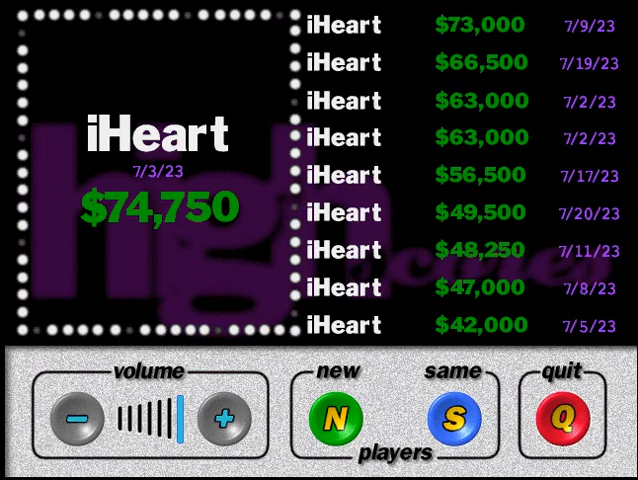 iHeart
7/3/23
$74,750
high scores
iHeart $73,000 7/9/23
iHeart $66,500 7/19/23
iHeart $63,000 7/2/23
iHeart $63,000 7/2/23
iHeart $56,500 7/17/23
iHeart $49,500 7/20/23
iHeart $48,250 7/11/23
iHeart $47,000 7/8/23
iHeart $42,000 7/5/23
volume
- +
new same
N S
players
quit
Q